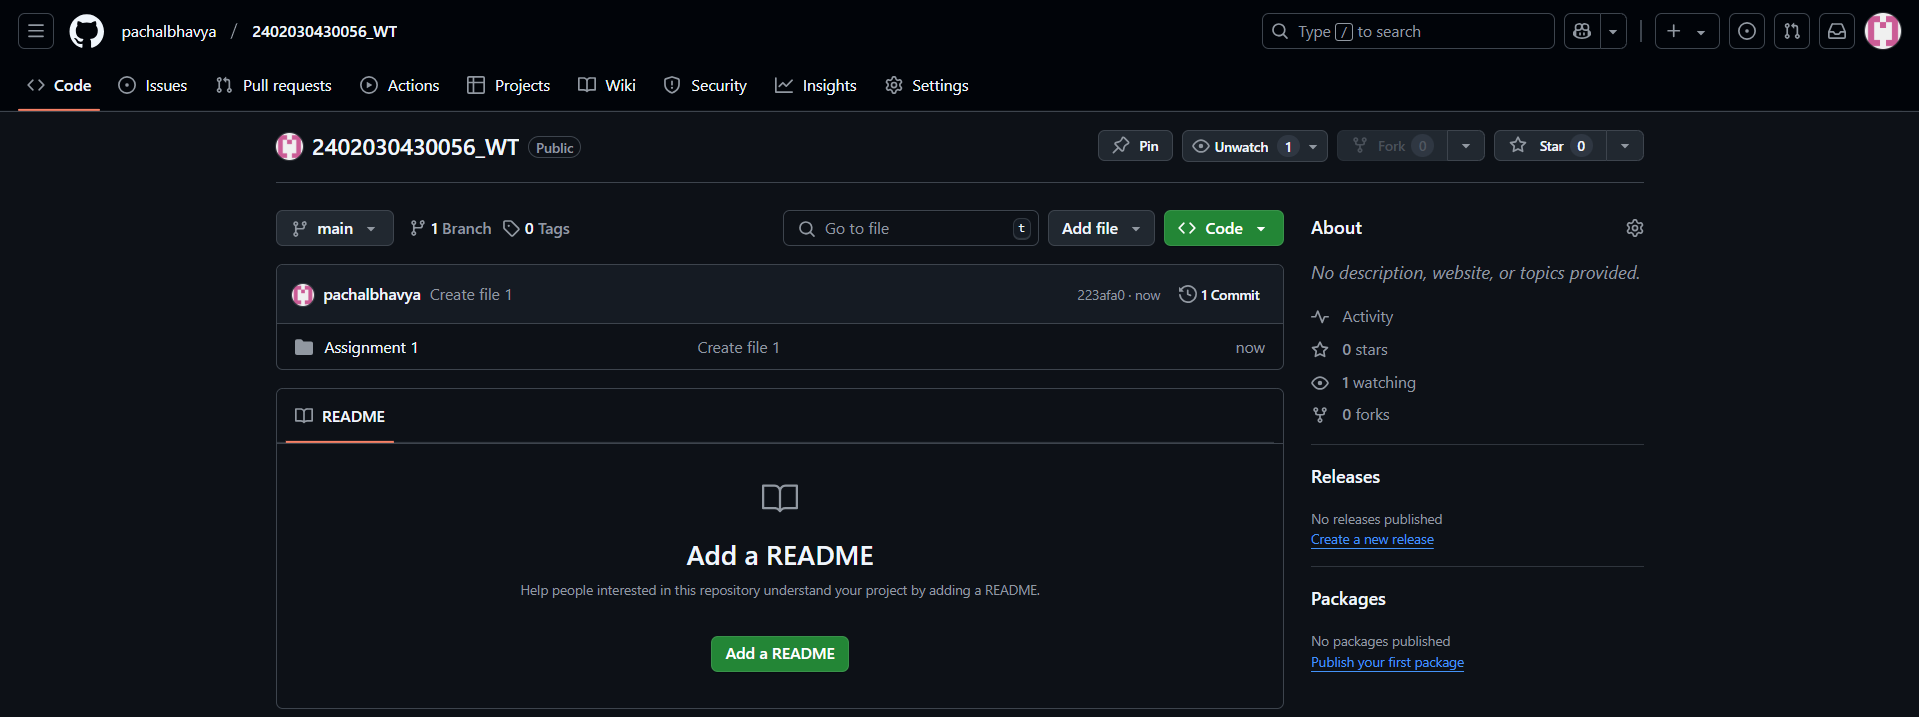 pachalbhavya / 2402030430056_WT
Type / to search
Code Issues Pull requests Actions Projects Wiki Security Insights Settings
2402030430056_WT Public
Pin Unwatch 1 Fork 0 Star 0
main 1 Branch 0 Tags
Go to file t Add file Code
pachalbhavya Create file 1 223afa0 · now 1 Commit
Assignment 1 Create file 1 now
README
Add a README
Help people interested in this repository understand your project by adding a README.
Add a README
About
No description, website, or topics provided.
Activity
0 stars
1 watching
0 forks
Releases
No releases published
Create a new release
Packages
No packages published
Publish your first package